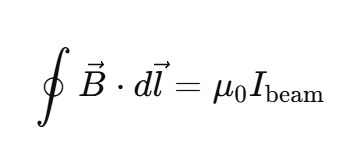 ∮ B⃗ · dl⃗ = μ₀I_beam